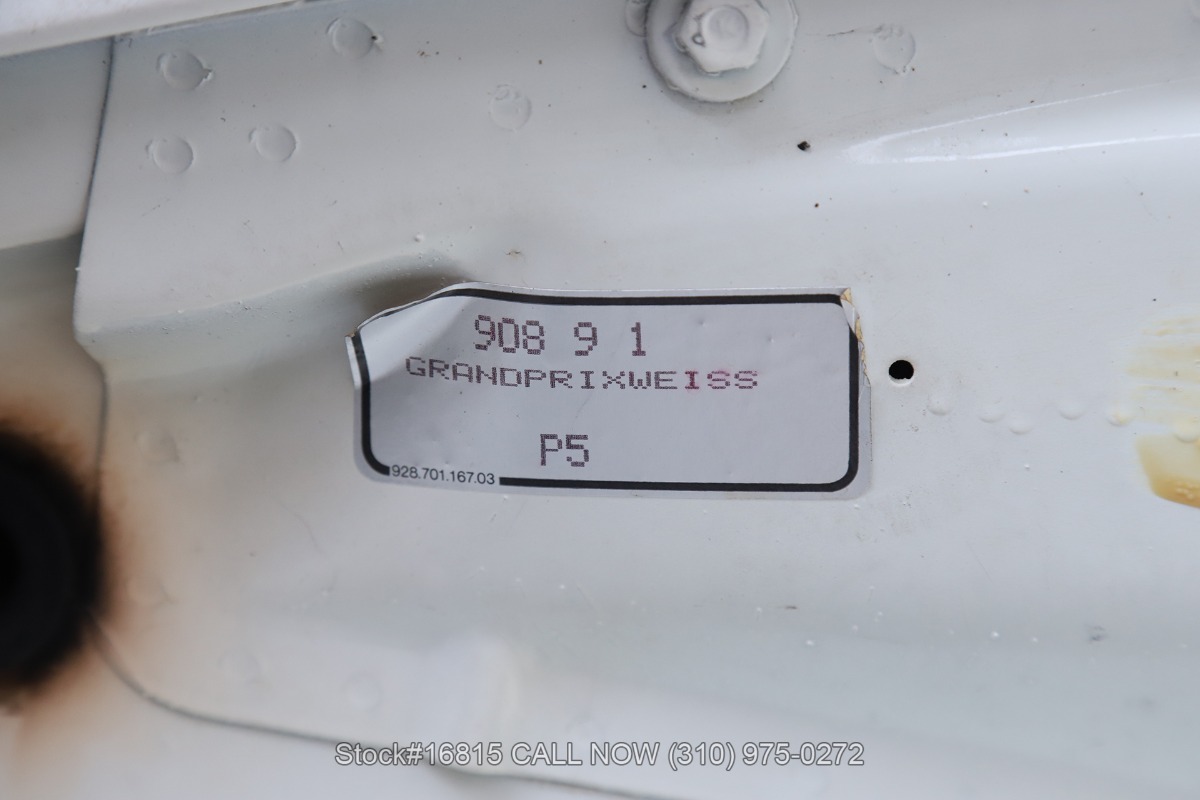 908 9 1
GRANDPRIXWEISS
P5
928.701.167.03
Stock#16815 CALL NOW (310) 975-0272